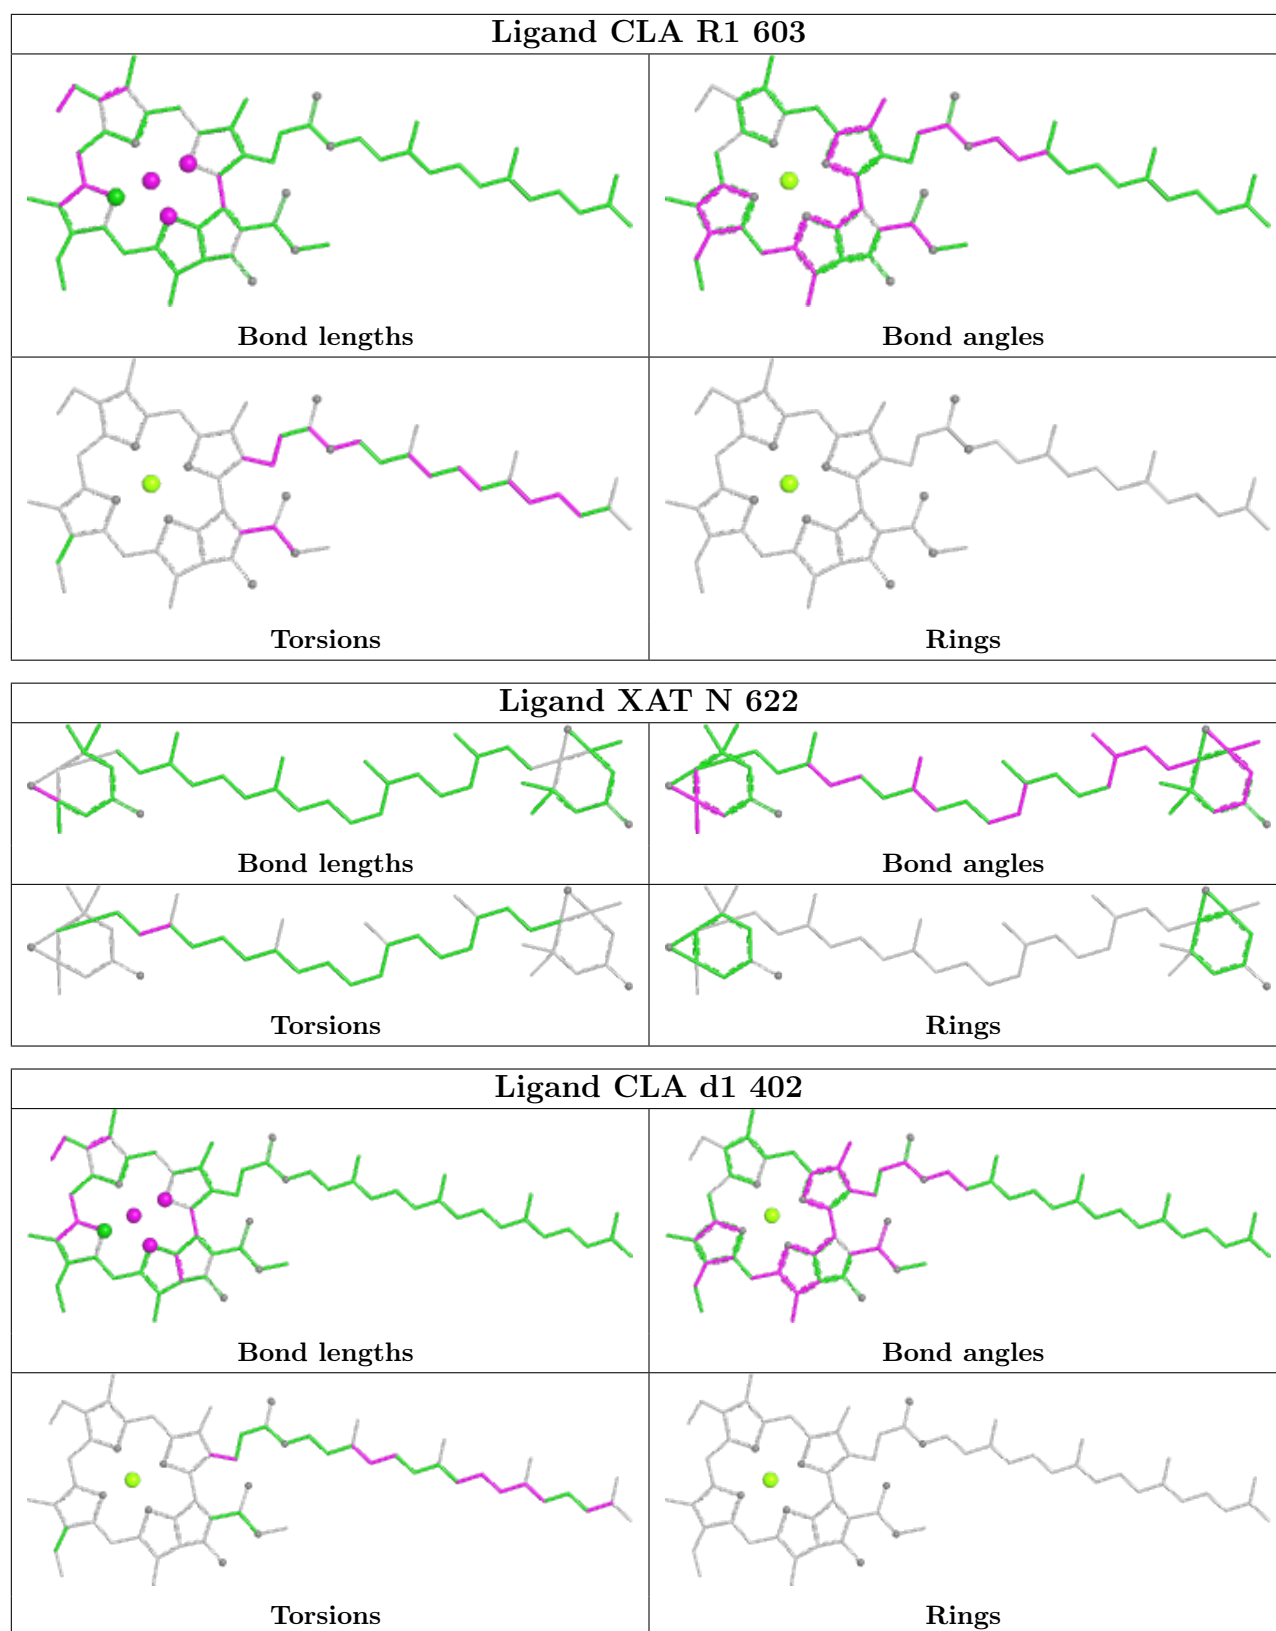 Ligand CLA R1 603
Bond lengths
Bond angles
Torsions
Rings
Ligand XAT N 622
Bond lengths
Bond angles
Torsions
Rings
Ligand CLA d1 402
Bond lengths
Bond angles
Torsions
Rings